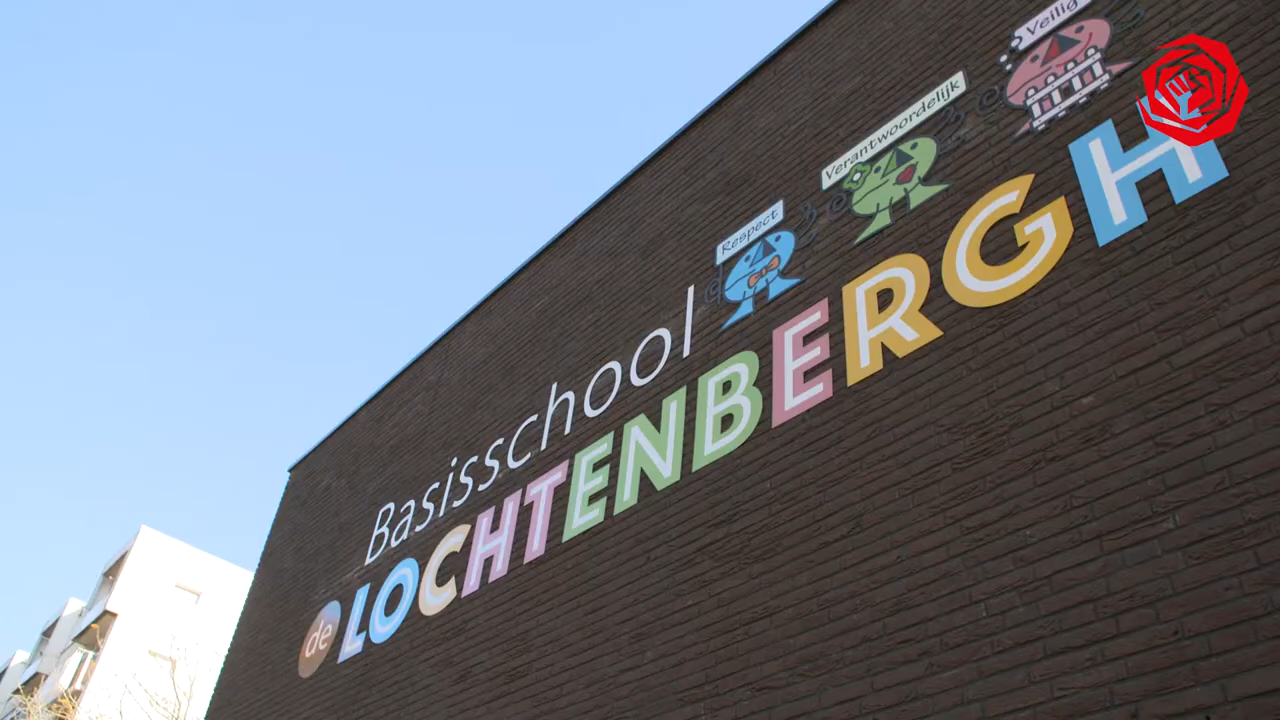 Veilig
Verantwoordelijk
Respect
Basisschool
de LOCHTENBERGH